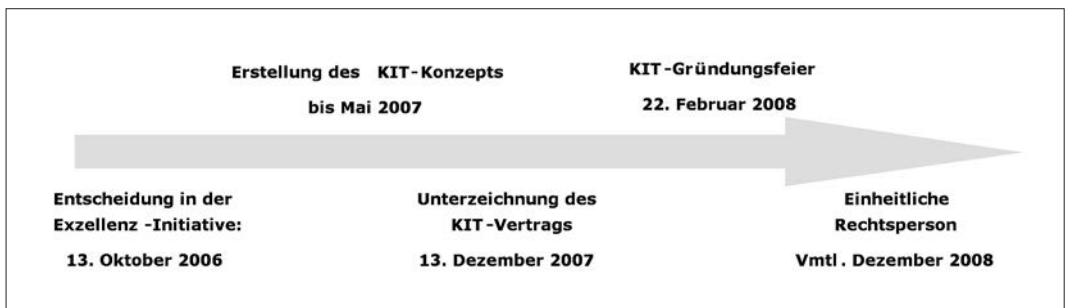 Erstellung des KIT-Konzepts
bis Mai 2007
KIT-Gründungsfeier
22. Februar 2008
Entscheidung in der
Exzellenz -Initiative:
13. Oktober 2006
Unterzeichnung des
KIT-Vertrags
13. Dezember 2007
Einheitliche
Rechtsperson
Vmtl. Dezember 2008